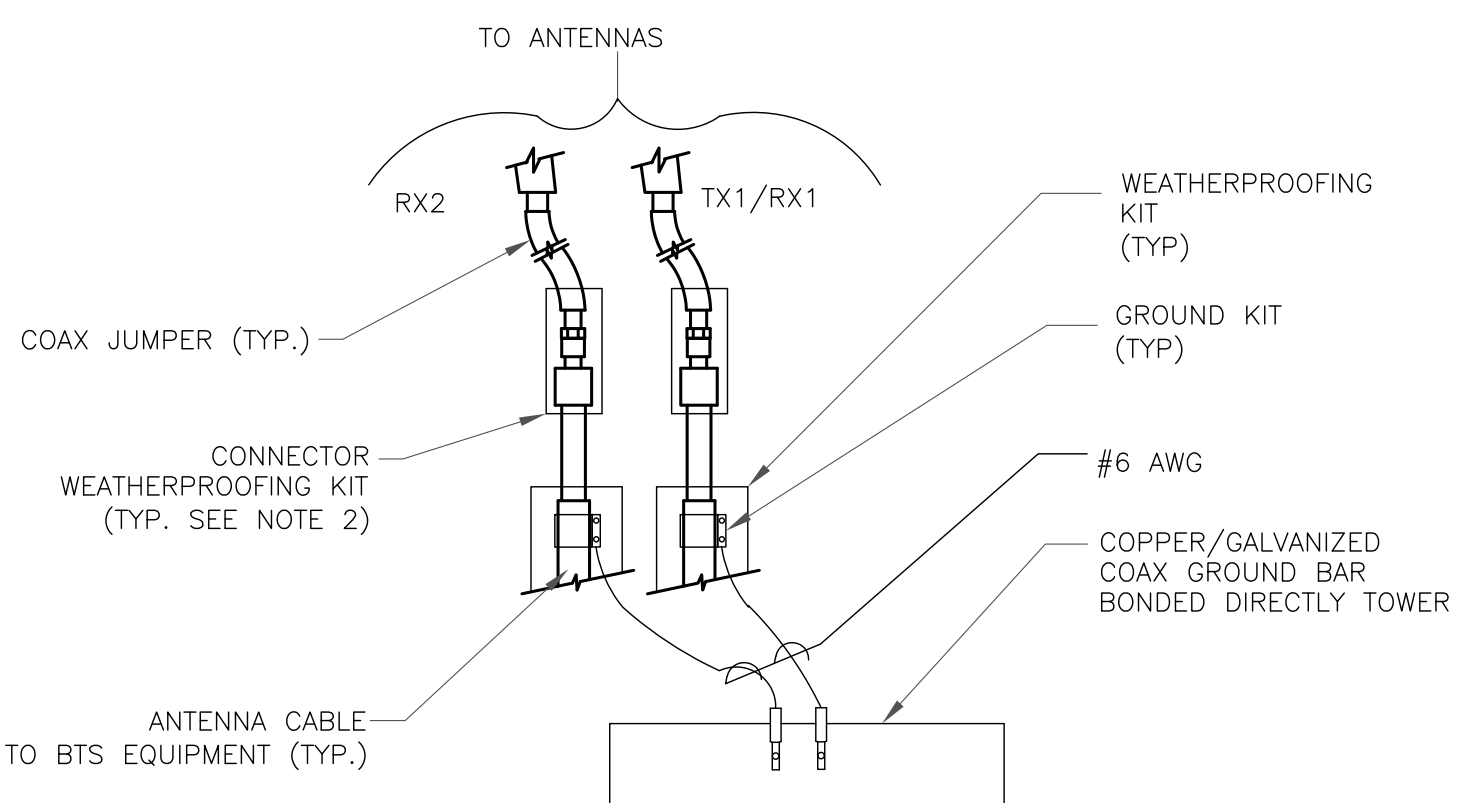 TO ANTENNAS
RX2
TX1/RX1
WEATHERPROOFING
KIT
(TYP)
COAX JUMPER (TYP.)
GROUND KIT
(TYP)
CONNECTOR
WEATHERPROOFING KIT
(TYP. SEE NOTE 2)
#6 AWG
COPPER/GALVANIZED
COAX GROUND BAR
BONDED DIRECTLY TOWER
ANTENNA CABLE
TO BTS EQUIPMENT (TYP.)